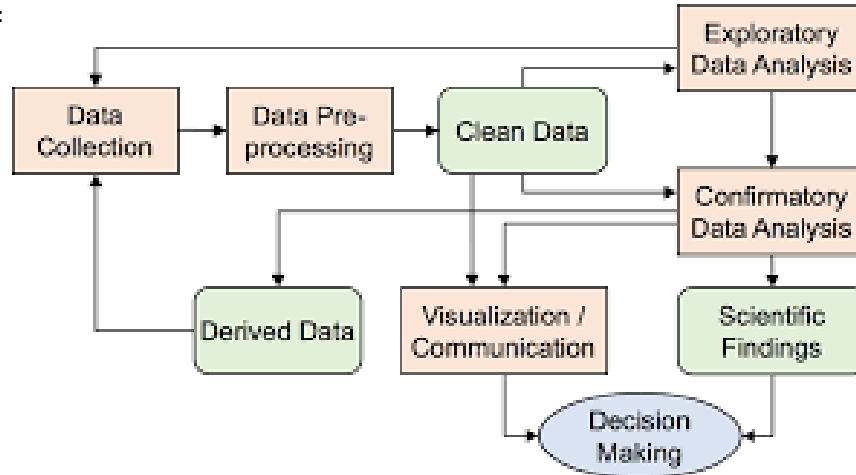 :
Exploratory
Data Analysis
Data
Collection
Data Pre-
processing
Clean Data
Confirmatory
Data Analysis
Derived Data
Visualization /
Communication
Scientific
Findings
Decision
Making